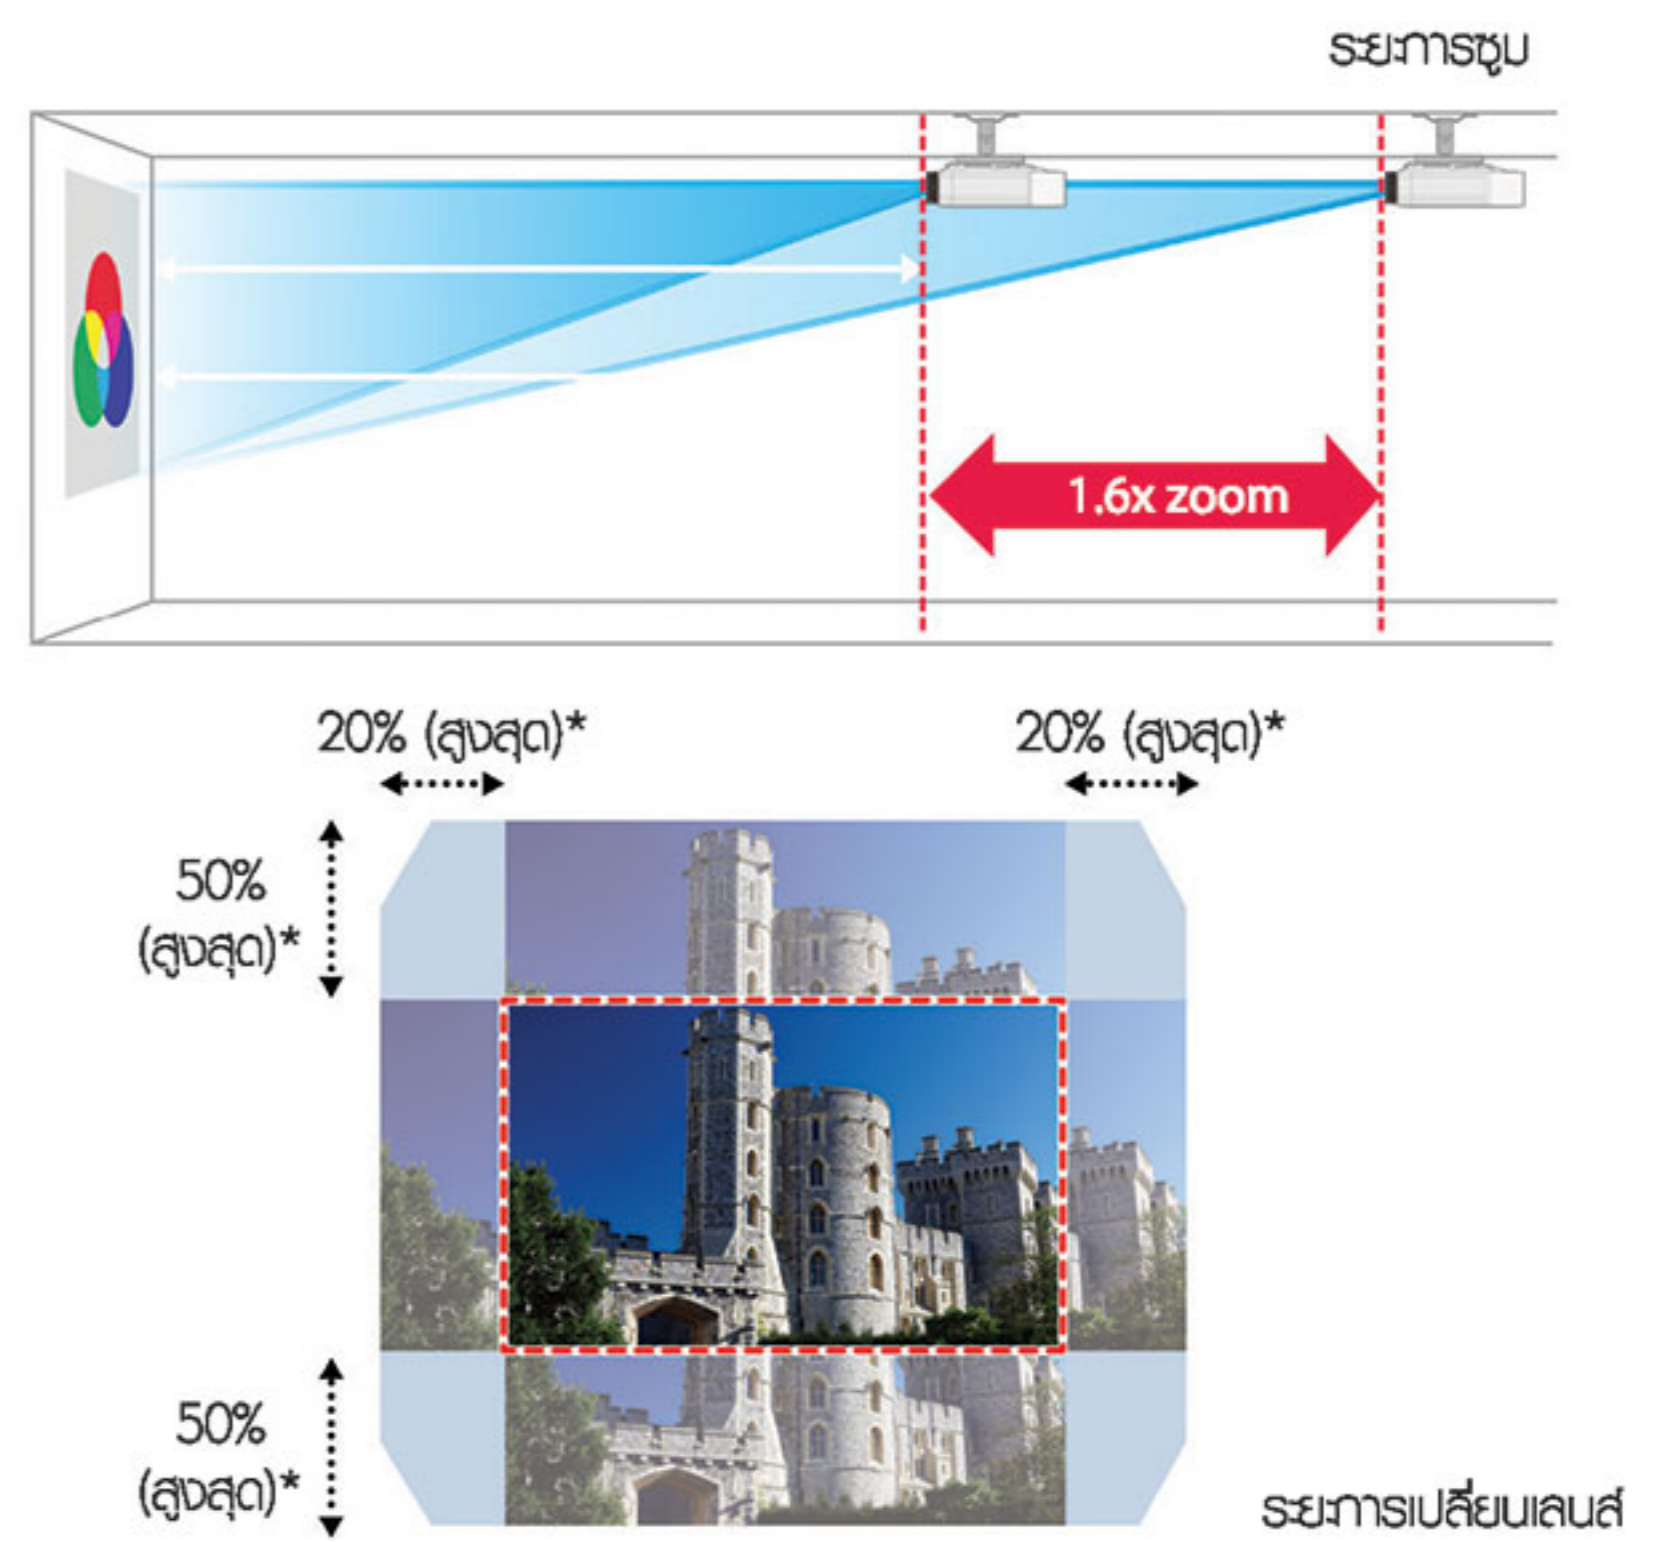 ระยะการซูม
1.6x zoom
20% (สูงสุด)*
20% (สูงสุด)*
50%
(สูงสุด)*
50%
(สูงสุด)*
ระยะการเปลี่ยนเลนส์